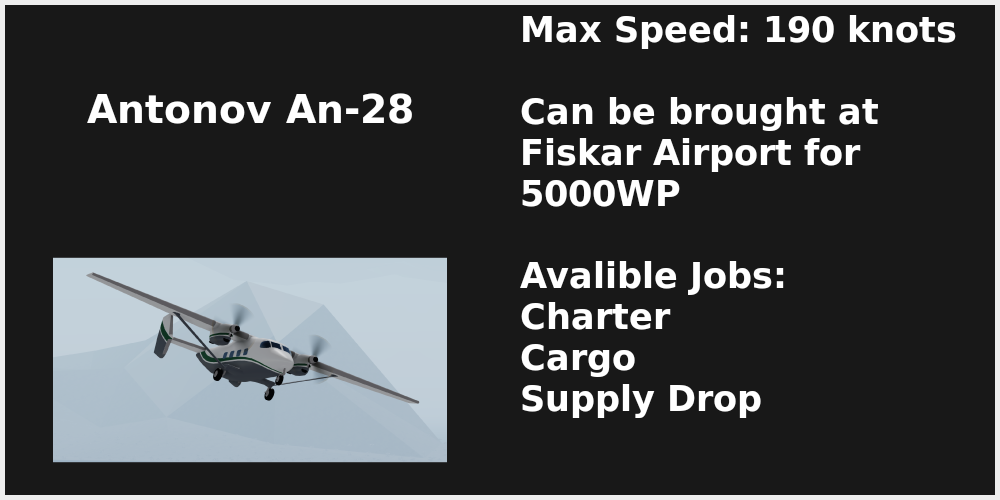 Antonov An-28
Max Speed: 190 knots
Can be brought at
Fiskar Airport for
5000WP
Avalible Jobs:
Charter
Cargo
Supply Drop